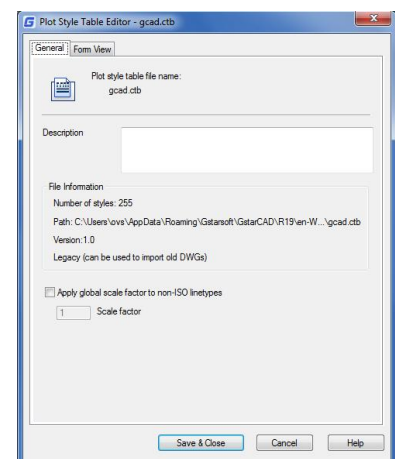 Plot Style Table Editor - gcad.ctb
General Form View
Plot style table file name:
gcad.ctb
Description
File Information
Number of styles: 255
Path: C:\Users\ovs\AppData\Roaming\Gstarsoft\GstarCAD\R19\en-W...\gcad.ctb
Version:1.0
Legacy (can be used to import old DWGs)
Apply global scale factor to non-ISO linetypes
1 Scale factor
Save & Close Cancel Help